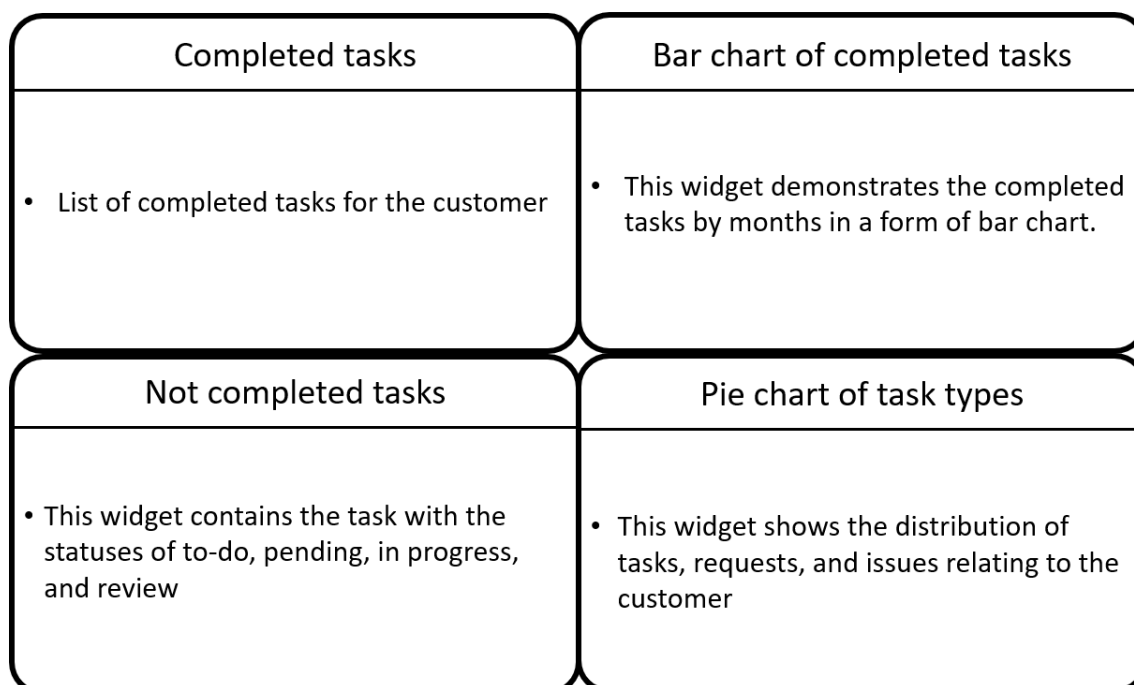 Completed tasks
• List of completed tasks for the customer
Bar chart of completed tasks
• This widget demonstrates the completed
tasks by months in a form of bar chart.
Not completed tasks
• This widget contains the task with the
statuses of to-do, pending, in progress,
and review
Pie chart of task types
• This widget shows the distribution of
tasks, requests, and issues relating to the
customer